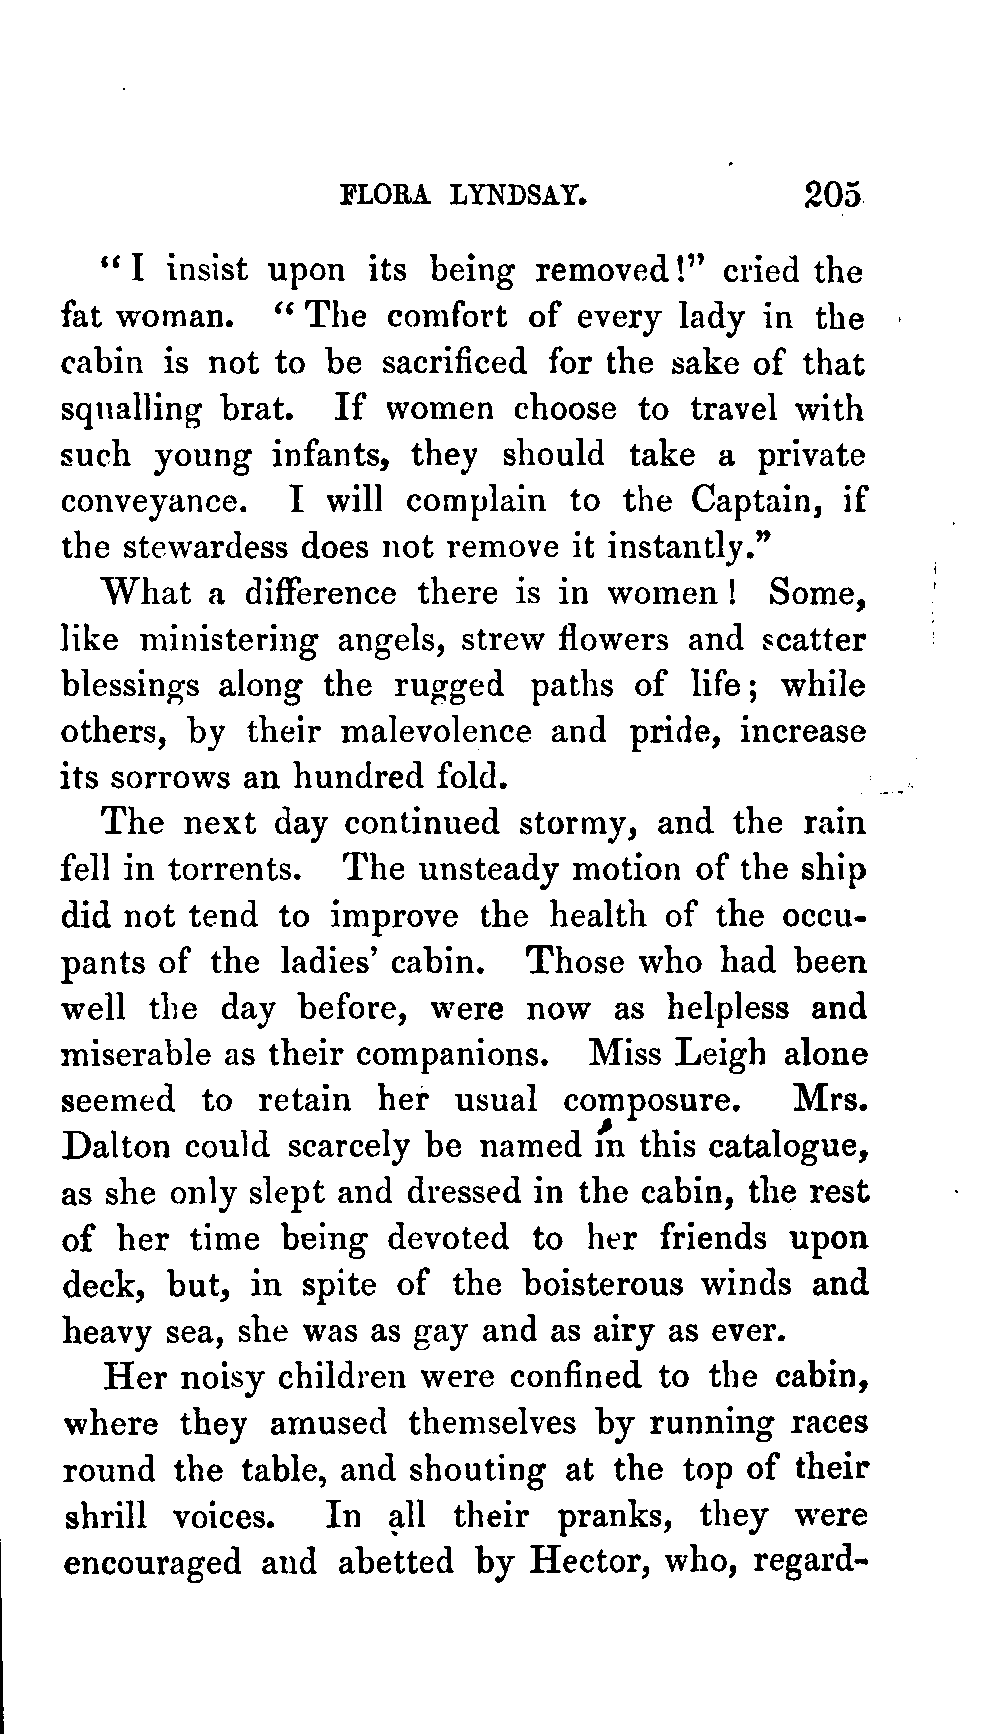 FLORA LYNDSAY. 205
"I insist upon its being removed!" cried the
fat woman. "The comfort of every lady in the
cabin is not to be sacrificed for the sake of that
squalling brat. If women choose to travel with
such young infants, they should take a private
conveyance. I will complain to the Captain, if
the stewardess does not remove it instantly."
What a difference there is in women! Some,
like ministering angels, strew flowers and scatter
blessings along the rugged paths of life; while
others, by their malevolence and pride, increase
its sorrows an hundred fold.
The next day continued stormy, and the rain
fell in torrents. The unsteady motion of the ship
did not tend to improve the health of the occu-
pants of the ladies' cabin. Those who had been
well the day before, were now as helpless and
miserable as their companions. Miss Leigh alone
seemed to retain her usual composure. Mrs.
Dalton could scarcely be named in this catalogue,
as she only slept and dressed in the cabin, the rest
of her time being devoted to her friends upon
deck, but, in spite of the boisterous winds and
heavy sea, she was as gay and as airy as ever.
Her noisy children were confined to the cabin,
where they amused themselves by running races
round the table, and shouting at the top of their
shrill voices. In all their pranks, they were
encouraged and abetted by Hector, who, regard-